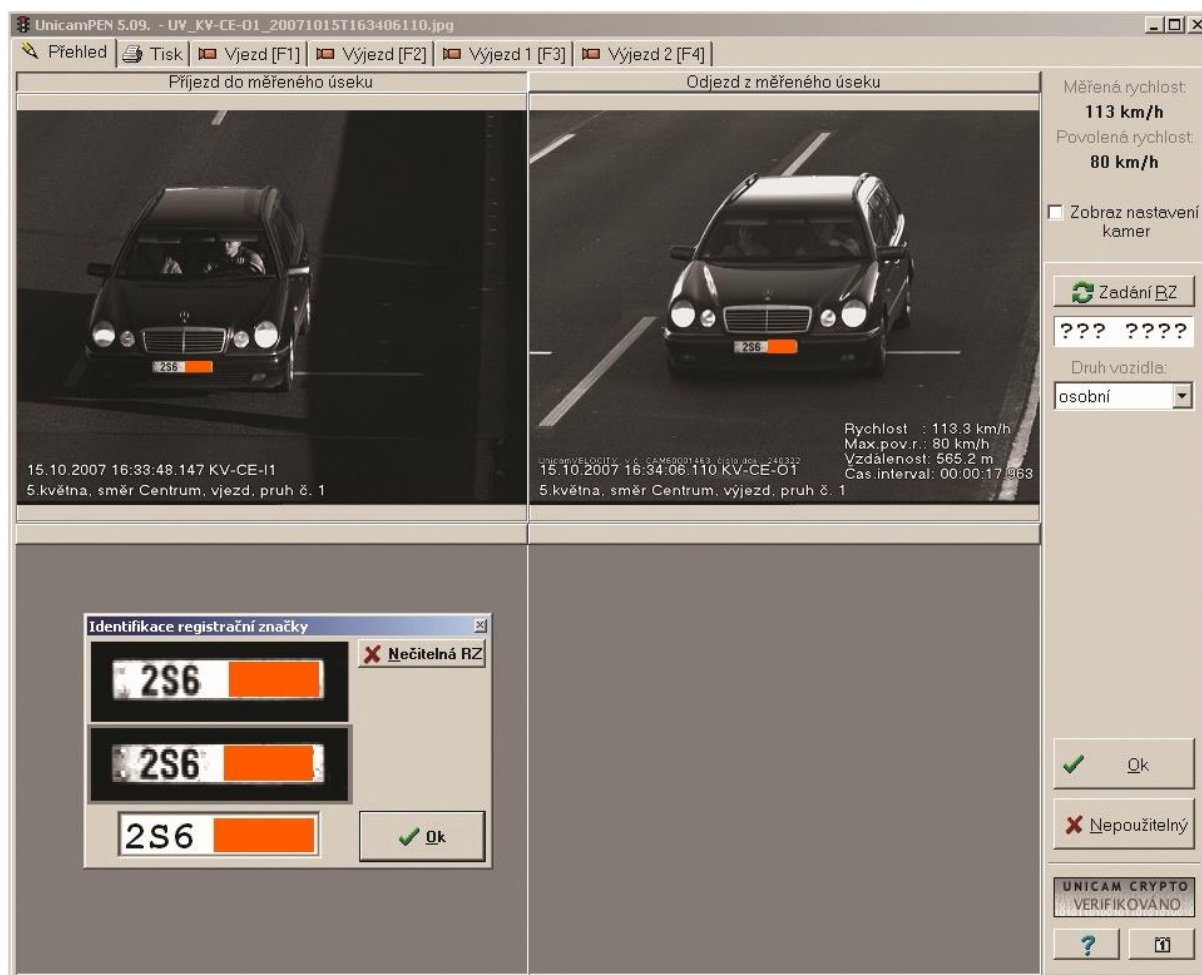 UnicamPEN 5.09. - UV_KV-CE-O1_20071015T163406110.jpg
Přehled Tisk Vjezd [F1] Výjezd [F2] Výjezd 1 [F3] Výjezd 2 [F4]
Příjezd do měřeného úseku
Odjezd z měřeného úseku
2S6
15.10.2007 16:33:48.147 KV-CE-I1
5.května, směr Centrum, vjezd, pruh č. 1
2S6
Rychlost : 113.3 km/h
Max.pov.r.: 80 km/h
Vzdálenost: 565.2 m
Čas.interval: 00:00:17.963
UnicamVELOCITY, v.č. CAM60001463
15.10.2007 16:34:06.110 KV-CE-O1
5.května, směr Centrum, výjezd, pruh č. 1
Měřená rychlost:
113 km/h
Povolená rychlost:
80 km/h
Zobraz nastavení
kamer
Zadání RZ
??? ????
Druh vozidla:
osobní
Identifikace registrační značky
2S6
Nečitelná RZ
2S6
2S6
Ok
Ok
Nepoužitelný
UNICAM CRYPTO
VERIFIKOVÁNO
?